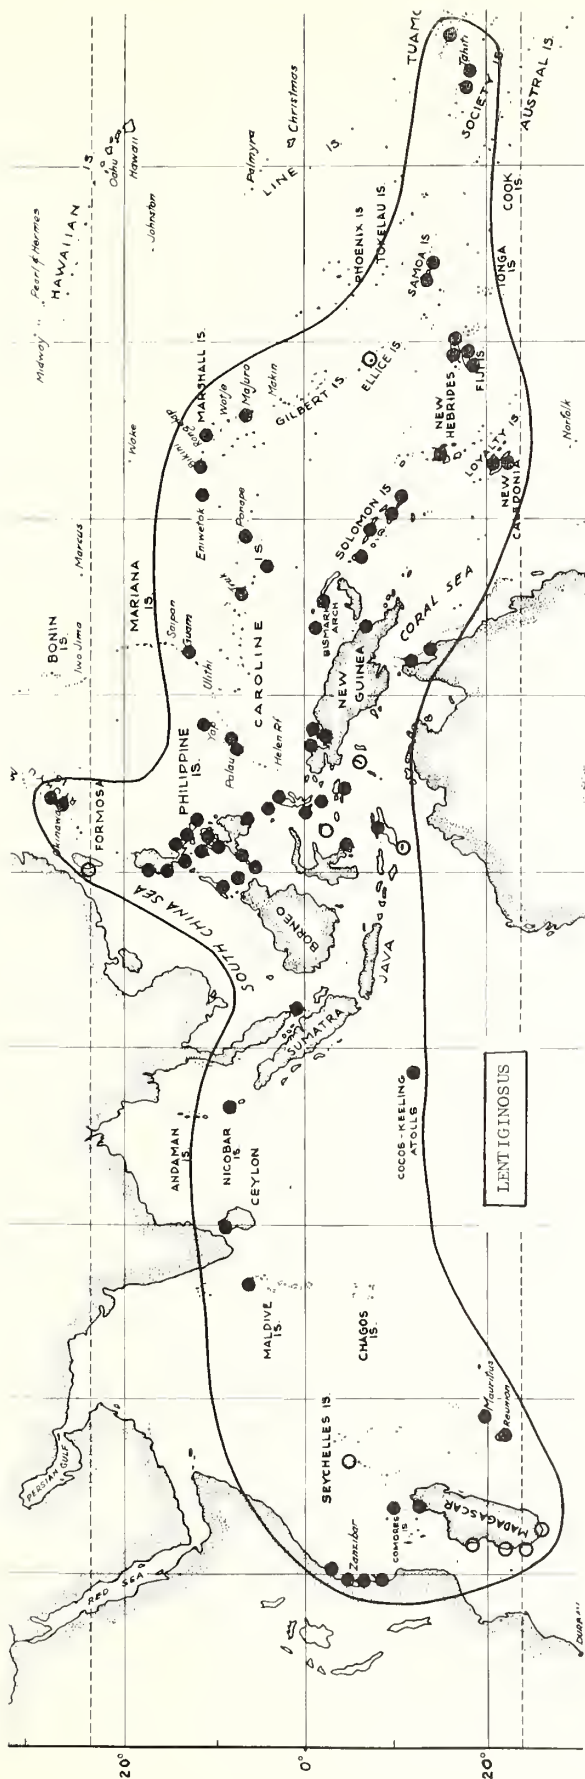 TUAMO
Tahiti
SOCIETY IS
AUSTRAL IS.
Christmas
Palmyra
LINE IS
Oahu
Hawaii
HAWAIIAN IS.
Pearl & Hermes
Midway
Johnston
PHOENIX IS
TOKELAU IS.
COOK IS
SAMOA IS
TONGA IS
FIJI IS
ELLICE IS
NEW HEBRIDES
LOYALTY IS
NEW CALEDONIA
Norfolk
GILBERT IS.
Makin
Majuro
Wotje
MARSHALL IS.
Rongelap
Bikini
Wake
Eniwetok
Ponape
Truk
CAROLINE IS.
SOLOMON IS
CORAL SEA
BISMARCK ARCH
NEW GUINEA
MARIANA IS.
Saipan
Guam
Ulithi
Marcus
BONIN IS.
Iwo Jima
Yap
Palau
Helen Rf
PHILIPPINE IS.
Okinawa
FORMOSA
SOUTH CHINA SEA
BORNEO
JAVA
SUMATRA
ANDAMAN IS.
NICOBAR IS
CEYLON
COCOS-KEELING ATOLLS
LENTIGINOSUS
MALDIVE IS.
CHAGOS IS.
SEYCHELLES IS.
Mauritius
Reunion
MADAGASCAR
COMORES IS
Zanzibar
PERSIAN GULF
RED SEA
DURBAN
20°
0°
20°